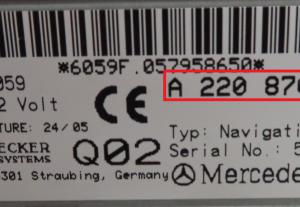 *6059F.057958650*
059
A 220 870
2 Volt
CE
TURE: 24/05
ECKER
SYSTEMS
Q02
Typ: Navigati
Serial No.: 5
301 Straubing, Germany
Mercede